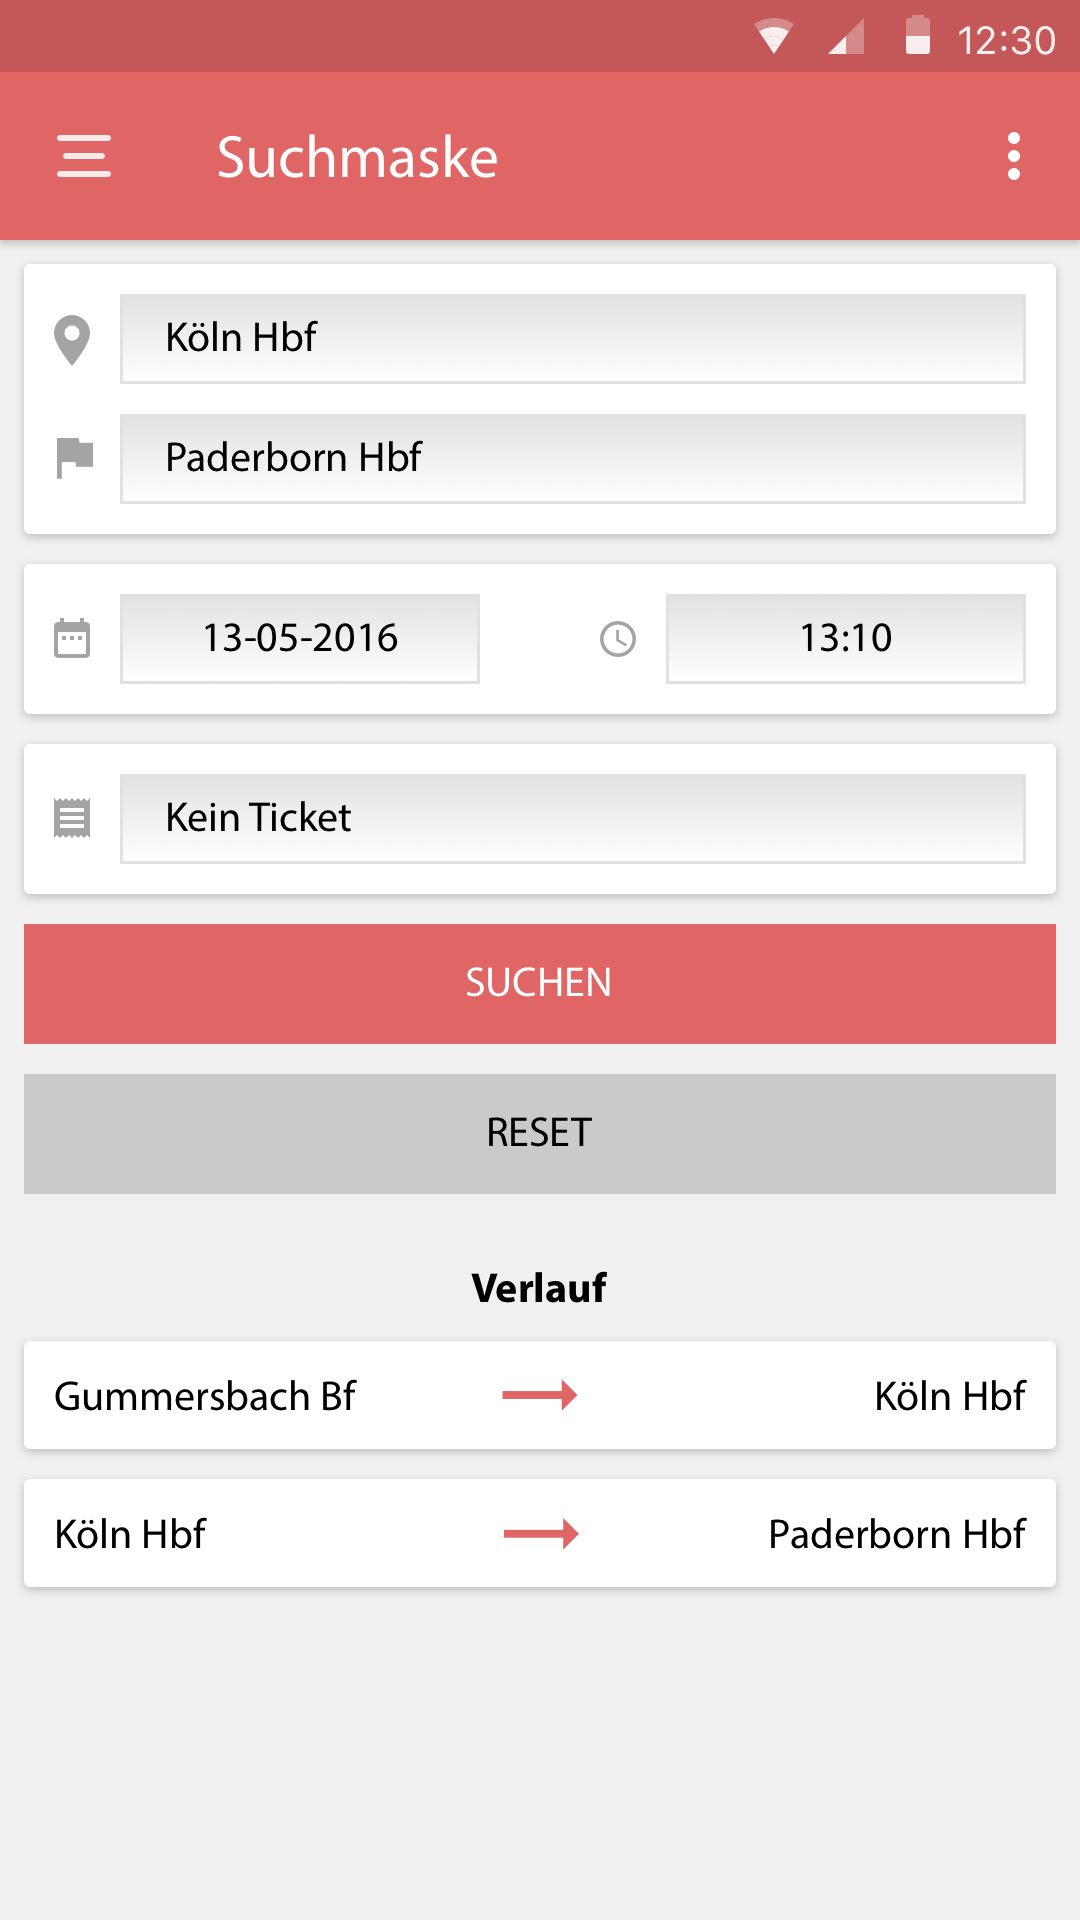 12:30
Suchmaske
Köln Hbf
Paderborn Hbf
13-05-2016 13:10
Kein Ticket
SUCHEN
RESET
Verlauf
Gummersbach Bf Köln Hbf
Köln Hbf Paderborn Hbf